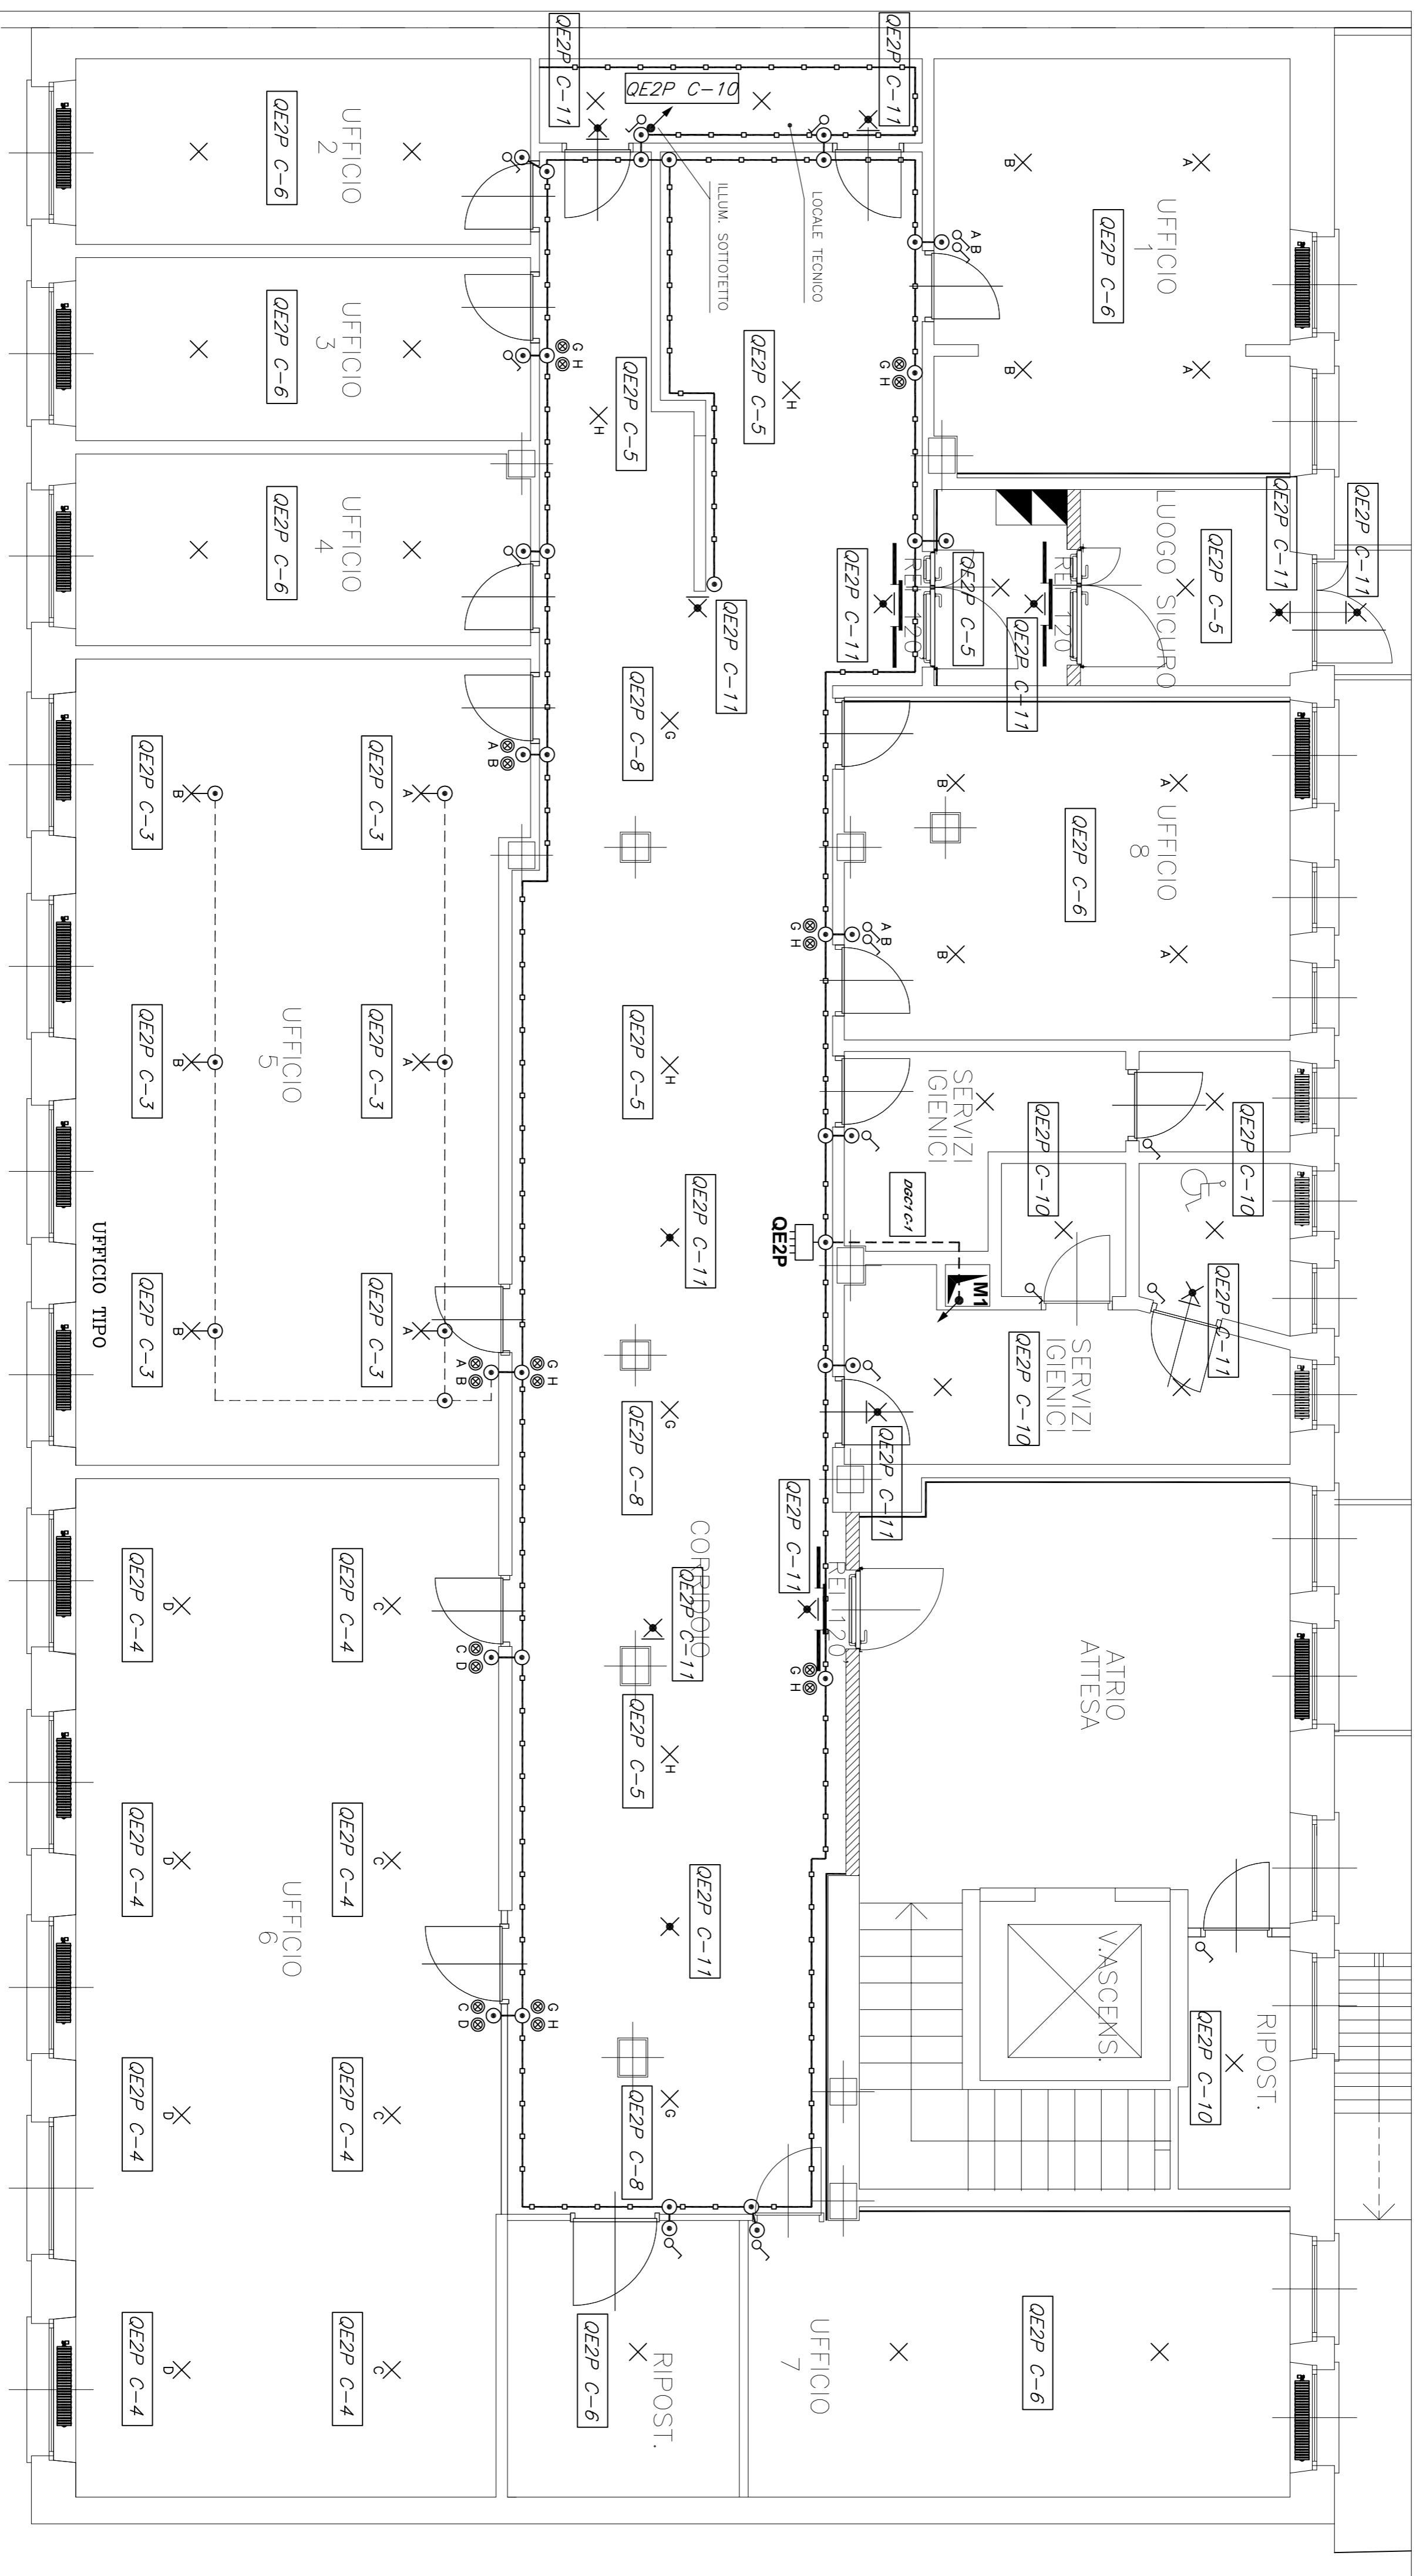 QE2P C-11
QE2P C-11
UFFICIO
1
QE2P C-6
A
A
B
B
LUOGO SCURO
QE2P C-5
REI 120
QE2P C-11
QE2P C-5
REI 120
QE2P C-11
UFFICIO
8
QE2P C-6
A
A
B
B
A B
G H
SERVIZI
IGIENICI
QE2P C-10
QE2P C-10
QE2P C-11
SERVIZI
IGIENICI
QE2P C-10
DGC1 C-1
M1
QE2P
QE2P C-11
ATRIO
ATTESA
REI 120
QE2P C-11
G H
V.ASCENS.
RIPOST.
QE2P C-10
UFFICIO
7
QE2P C-6
RIPOST.
QE2P C-6
QE2P C-11
A B
G H
LOCALE TECNICO
ILLUM. SOTTOTETTO
QE2P C-10
QE2P C-11
QE2P C-5
H
QE2P C-5
H
QE2P C-11
G
QE2P C-8
H
QE2P C-5
QE2P C-11
G
QE2P C-8
CORRIDOIO
QE2P C-11
H
QE2P C-5
QE2P C-11
G
QE2P C-8
G H
G H
G H
UFFICIO
2
QE2P C-6
UFFICIO
3
QE2P C-6
UFFICIO
4
QE2P C-6
A B
A B
A
QE2P C-3
A
QE2P C-3
A
QE2P C-3
UFFICIO
5
B
QE2P C-3
B
QE2P C-3
B
QE2P C-3
UFFICIO TIPO
C D
C D
C
QE2P C-4
C
QE2P C-4
C
QE2P C-4
C
QE2P C-4
UFFICIO
6
D
QE2P C-4
D
QE2P C-4
D
QE2P C-4
D
QE2P C-4